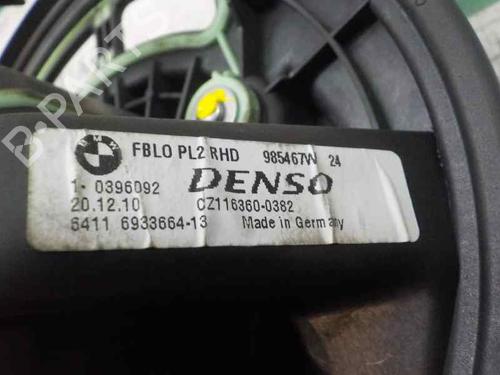 BMW
FBLO PL2 RHD 985467W 24
1- 0396092 DENSO
20.12.10 CZ116360-0382
6411 6933664-13 Made in Germany
B-PARTS